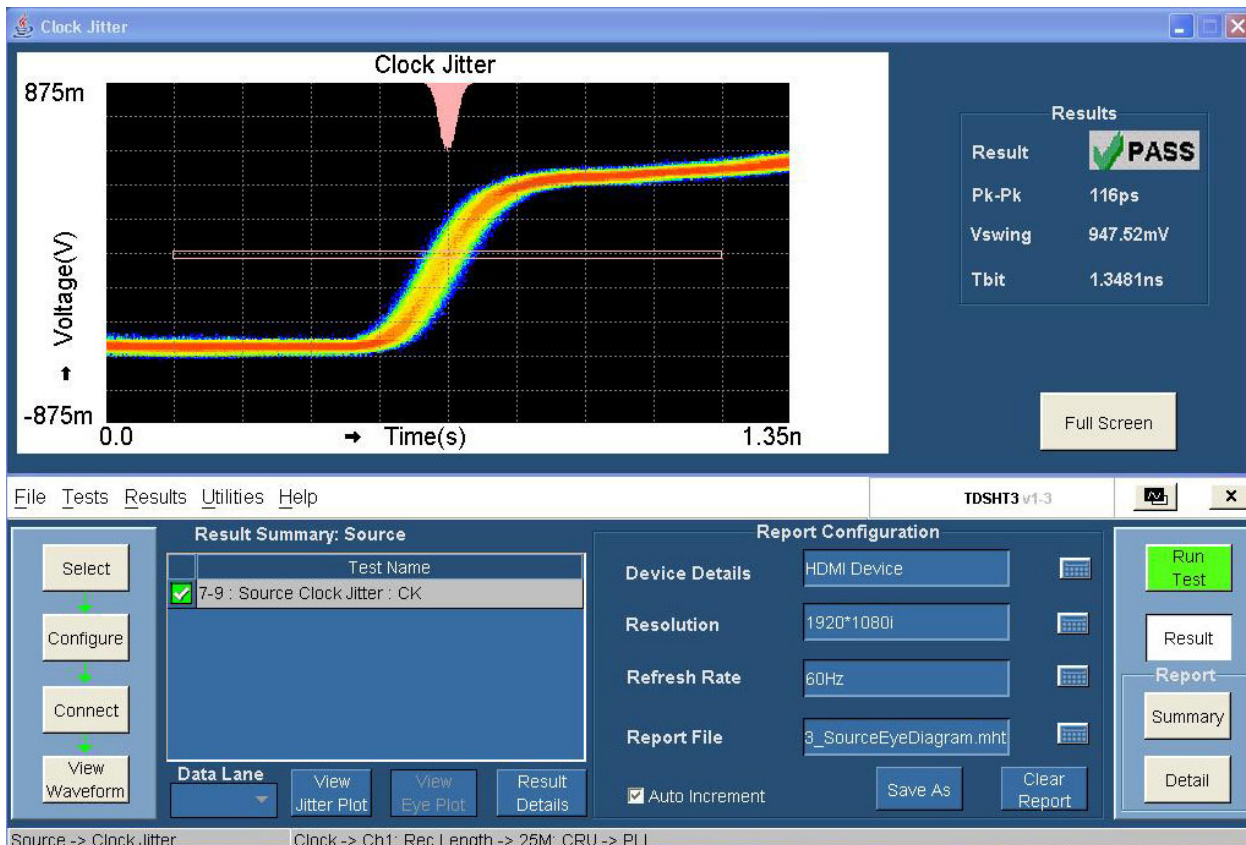 Clock Jitter
Clock Jitter
875m
Voltage(V)
-875m
0.0
Time(s)
1.35n
Results
Result PASS
Pk-Pk 116ps
Vswing 947.52mV
Tbit 1.3481ns
Full Screen
File Tests Results Utilities Help
TDSHT3 v1-3
x
Select
Configure
Connect
View
Waveform
Result Summary: Source
Test Name
7-9 : Source Clock Jitter : CK
Data Lane
View
Jitter Plot
View
Eye Plot
Result
Details
Report Configuration
Device Details HDMI Device
Resolution 1920*1080i
Refresh Rate 60Hz
Report File 3_SourceEyeDiagram.mht
Auto Increment
Save As
Clear
Report
Run
Test
Result
Report
Summary
Detail
Source -> Clock Jitter
Clock -> Ch1: Rec Length -> 25M: CRU -> PLL